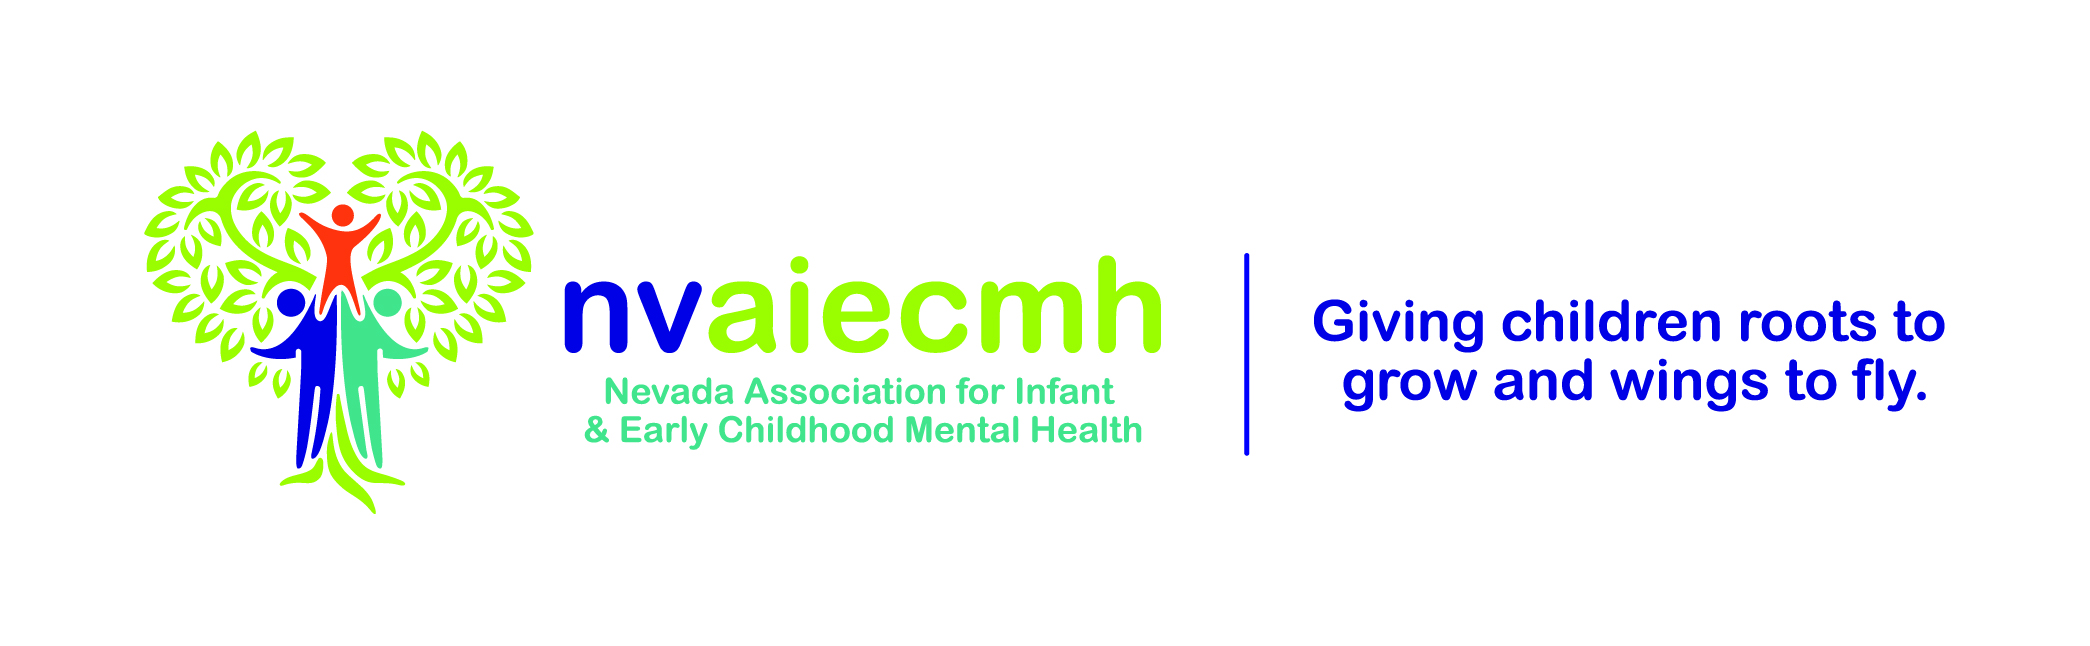 nvaiecmh
Nevada Association for Infant
& Early Childhood Mental Health
Giving children roots to
grow and wings to fly.